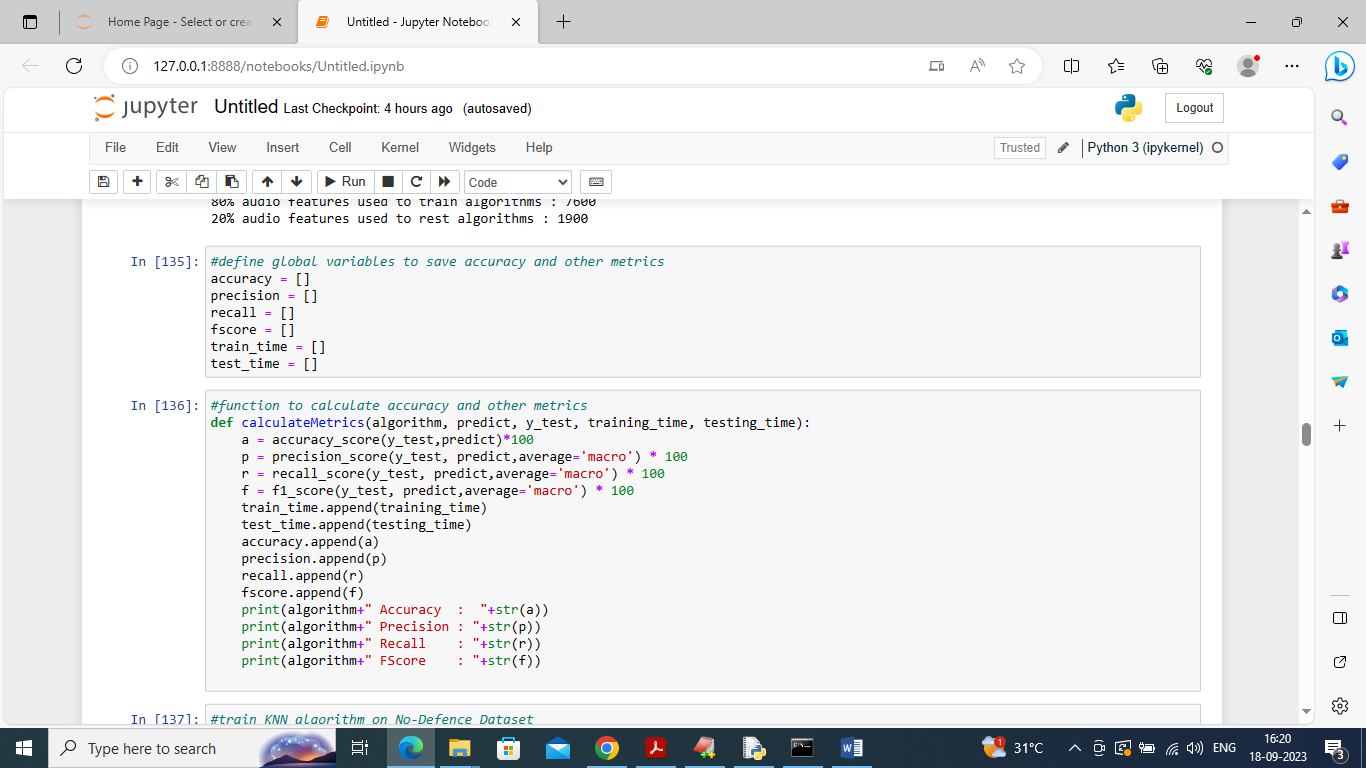 Home Page - Select or crea
Untitled - Jupyter Noteboo
127.0.0.1:8888/notebooks/Untitled.ipynb
jupyter Untitled Last Checkpoint: 4 hours ago (autosaved)
Logout
File Edit View Insert Cell Kernel Widgets Help
Trusted Python 3 (ipykernel)
Run Code
80% audio features used to train algorithms : 7600
20% audio features used to rest algorithms : 1900
In [135]: #define global variables to save accuracy and other metrics
accuracy = []
precision = []
recall = []
fscore = []
train_time = []
test_time = []
In [136]: #function to calculate accuracy and other metrics
def calculateMetrics(algorithm, predict, y_test, training_time, testing_time):
    a = accuracy_score(y_test,predict)*100
    p = precision_score(y_test, predict,average='macro') * 100
    r = recall_score(y_test, predict,average='macro') * 100
    f = f1_score(y_test, predict,average='macro') * 100
    train_time.append(training_time)
    test_time.append(testing_time)
    accuracy.append(a)
    precision.append(p)
    recall.append(r)
    fscore.append(f)
    print(algorithm+" Accuracy  :  "+str(a))
    print(algorithm+" Precision : "+str(p))
    print(algorithm+" Recall    : "+str(r))
    print(algorithm+" FScore    : "+str(f))
In [137]: #train KNN algorithm on No-Defence Dataset
Type here to search
1
31°C
ENG
16:20
18-09-2023
3